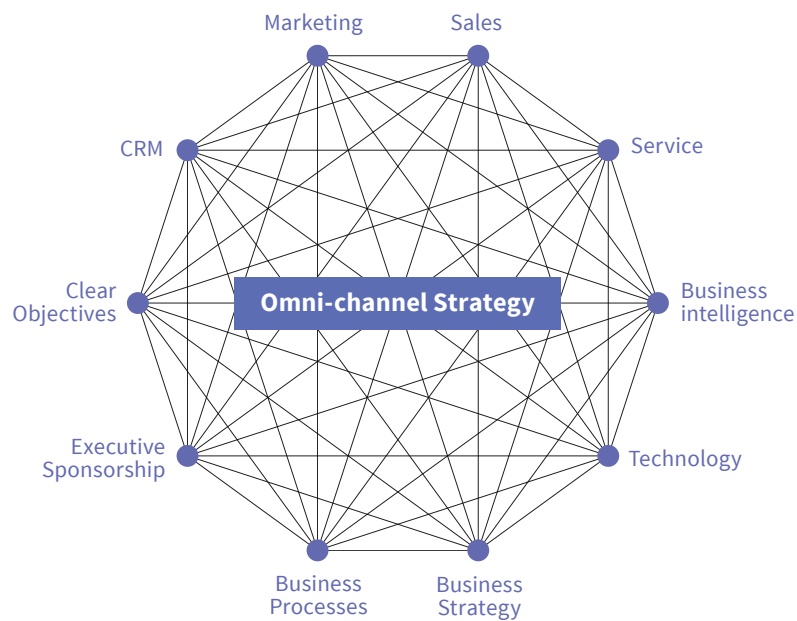 Marketing
Sales
CRM
Service
Clear
Objectives
Omni-channel Strategy
Business
intelligence
Executive
Sponsorship
Technology
Business
Processes
Business
Strategy